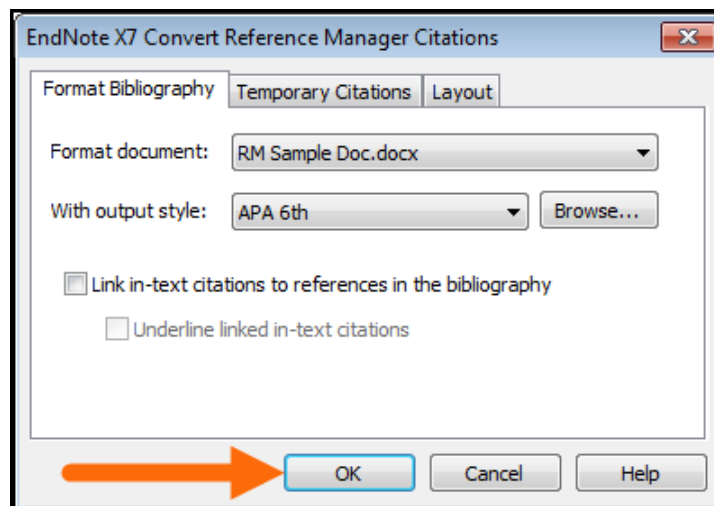 EndNote X7 Convert Reference Manager Citations
Format Bibliography Temporary Citations Layout
Format document: RM Sample Doc.docx
With output style: APA 6th Browse...
Link in-text citations to references in the bibliography
Underline linked in-text citations
OK Cancel Help